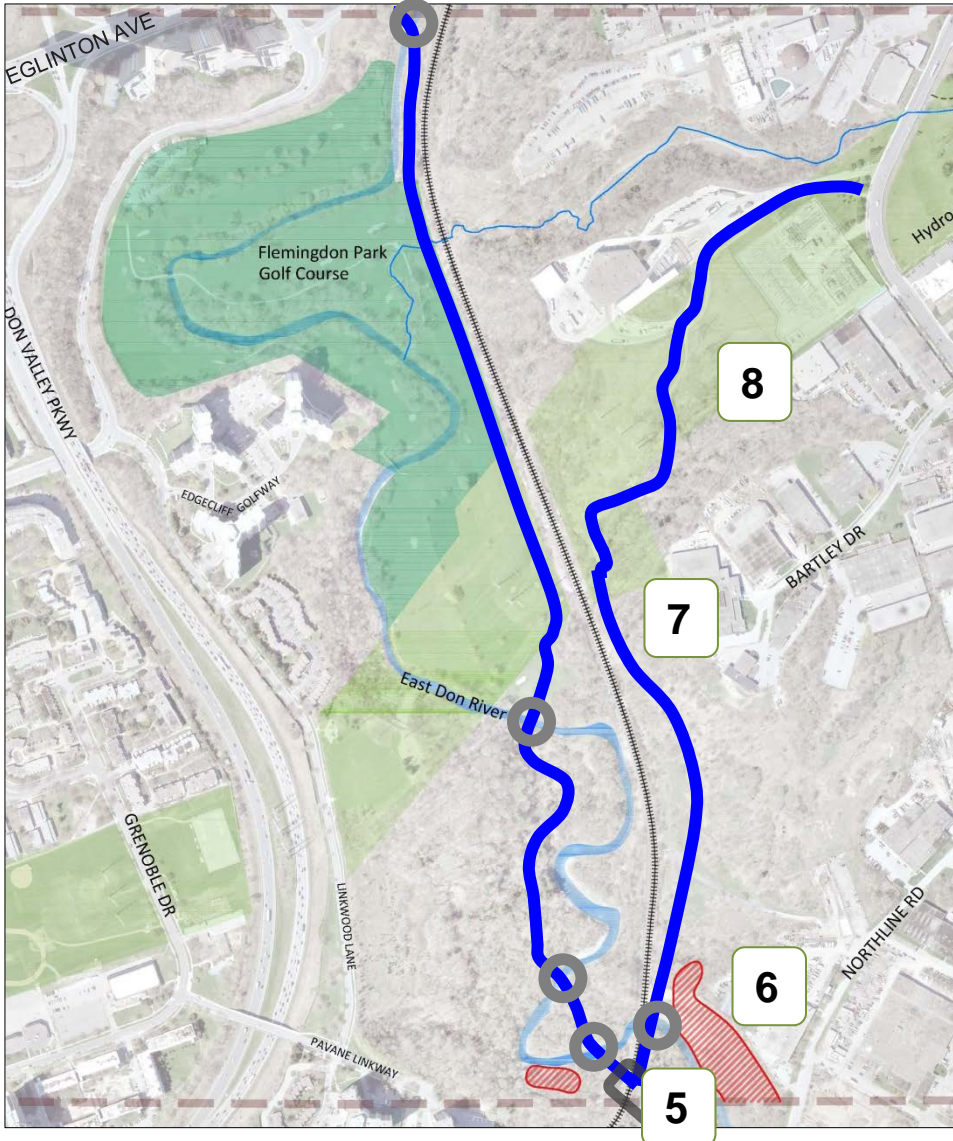 EGLINTON AVE
Hydro
Flemingdon Park
Golf Course
DON VALLEY PKWY
8
EDGECLIFF GOLFWAY
BARTLEY DR
7
East Don River
GRENOBLE DR
LINKWOOD LANE
NORTHLINE RD
6
PAVANE LINKWAY
5